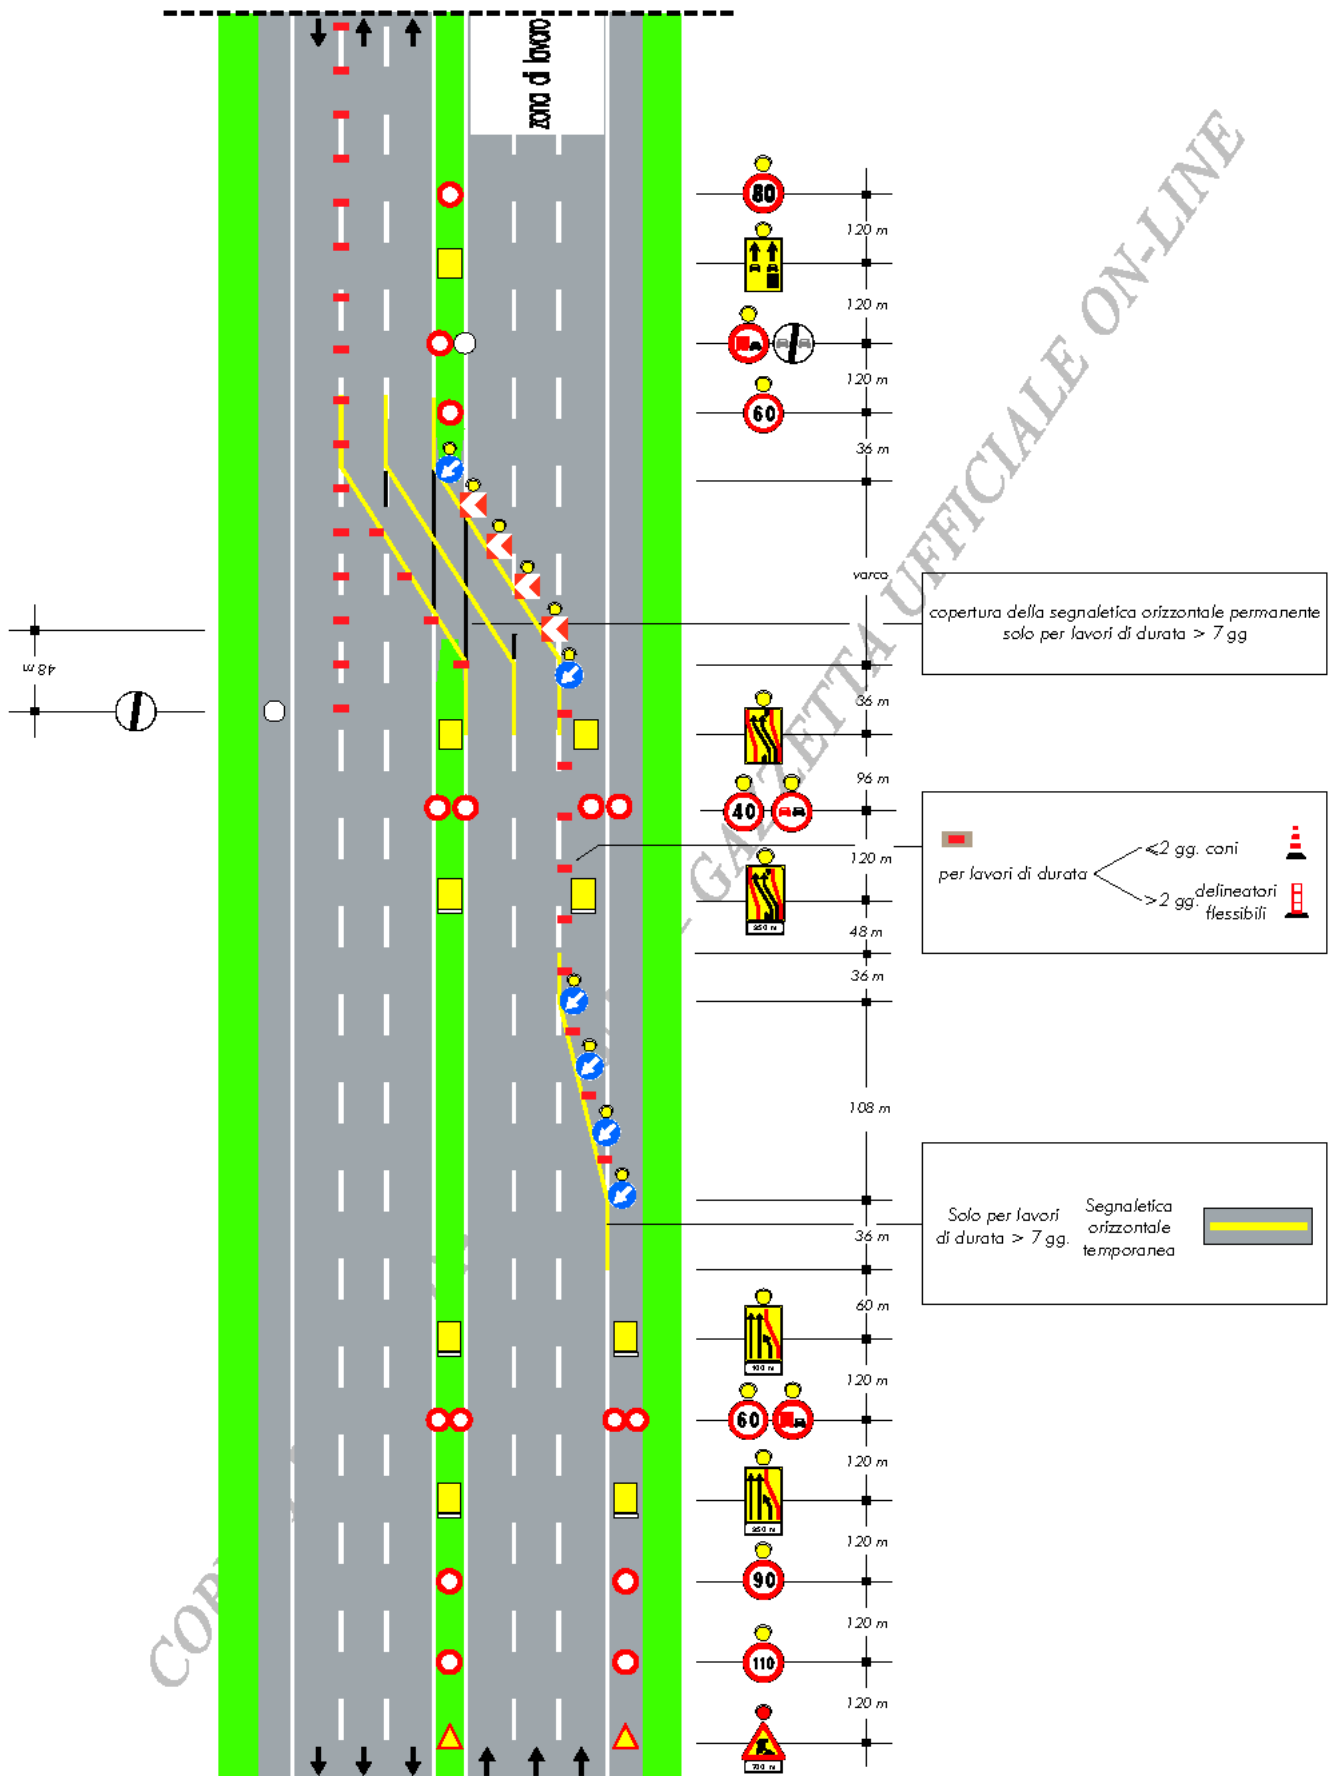 zona di lavoro
80
120 m
120 m
120 m
60
36 m
varco
copertura della segnaletica orizzontale permanente
solo per lavori di durata > 7 gg
48 m
36 m
96 m
40
120 m
per lavori di durata
<2 gg. coni
>2 gg. delineatori
flessibili
48 m
36 m
108 m
Solo per lavori
di durata > 7 gg.
Segnaletica
orizzontale
temporanea
36 m
60 m
100 m
120 m
60
120 m
120 m
90
120 m
110
120 m
700 m
- GAZZETTA UFFICIALE ON-LINE